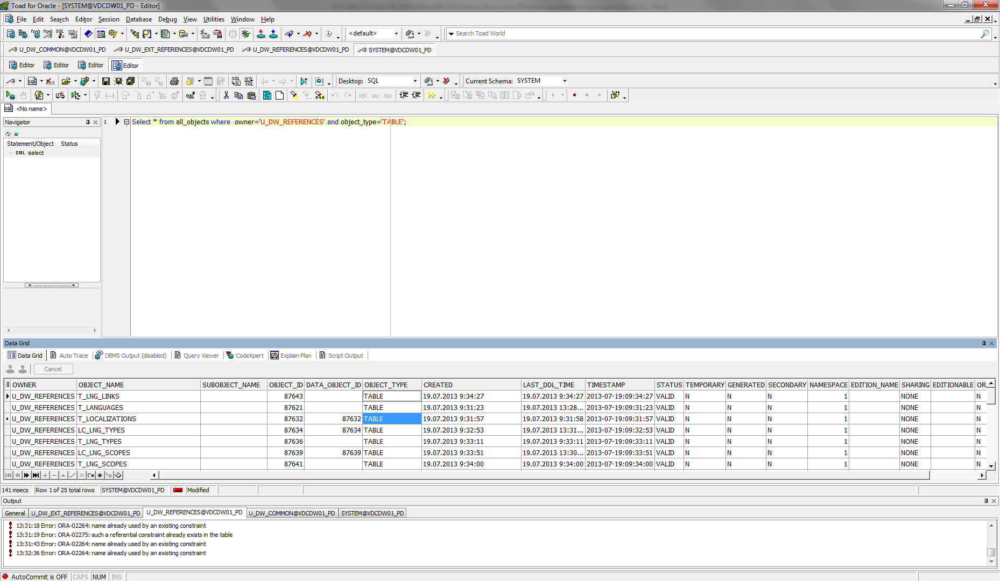 Toad for Oracle - [SYSTEM@VDCDW01_PD - Editor]
File Edit Search Editor Session Database Debug View Utilities Window Help
<default> Search Toad World
U_DW_COMMON@VDCDW01_PD U_DW_EXT_REFERENCES@VDCDW01_PD U_DW_REFERENCES@VDCDW01_PD SYSTEM@VDCDW01_PD
Editor Editor Editor Editor
SQL SQL SQL Desktop: SQL Current Schema: SYSTEM
ABC abc Abc
SQL <No name>
Navigator
1 Select * from all_objects where owner='U_DW_REFERENCES' and object_type='TABLE';
Statement/Object Status
DML select
Data Grid
Data Grid Auto Trace DBMS Output (disabled) Query Viewer CodeXpert Explain Plan Script Output
Cancel
OWNER OBJECT_NAME SUBOBJECT_NAME OBJECT_ID DATA_OBJECT_ID OBJECT_TYPE CREATED LAST_DDL_TIME TIMESTAMP STATUS TEMPORARY GENERATED SECONDARY NAMESPACE EDITION_NAME SHARING EDITIONABLE OR
U_DW_REFERENCES T_LNG_LINKS 87643 TABLE 19.07.2013 9:34:27 19.07.2013 9:34:27 2013-07-19:09:34:27 VALID N N N 1 NONE N
U_DW_REFERENCES T_LANGUAGES 87621 TABLE 19.07.2013 9:31:23 19.07.2013 13:28... 2013-07-19:09:31:23 VALID N N N 1 NONE N
U_DW_REFERENCES T_LOCALIZATIONS 87632 87632 TABLE 19.07.2013 9:31:57 19.07.2013 9:31:58 2013-07-19:09:31:57 VALID N N N 1 NONE N
U_DW_REFERENCES LC_LNG_TYPES 87634 87634 TABLE 19.07.2013 9:32:53 19.07.2013 13:31... 2013-07-19:09:32:53 VALID N N N 1 NONE N
U_DW_REFERENCES T_LNG_TYPES 87636 TABLE 19.07.2013 9:33:11 19.07.2013 9:33:11 2013-07-19:09:33:11 VALID N N N 1 NONE N
U_DW_REFERENCES LC_LNG_SCOPES 87639 87639 TABLE 19.07.2013 9:33:51 19.07.2013 13:30... 2013-07-19:09:33:51 VALID N N N 1 NONE N
U_DW_REFERENCES T_LNG_SCOPES 87641 TABLE 19.07.2013 9:34:00 19.07.2013 9:34:00 2013-07-19:09:34:00 VALID N N N 1 NONE N
141 msecs Row 1 of 25 total rows SYSTEM@VDCDW01_PD Modified
Output
General U_DW_EXT_REFERENCES@VDCDW01_PD U_DW_REFERENCES@VDCDW01_PD U_DW_COMMON@VDCDW01_PD SYSTEM@VDCDW01_PD
13:31:18 Error: ORA-02264: name already used by an existing constraint
13:31:19 Error: ORA-02275: such a referential constraint already exists in the table
13:31:43 Error: ORA-02264: name already used by an existing constraint
13:32:36 Error: ORA-02264: name already used by an existing constraint
AutoCommit is OFF CAPS NUM INS